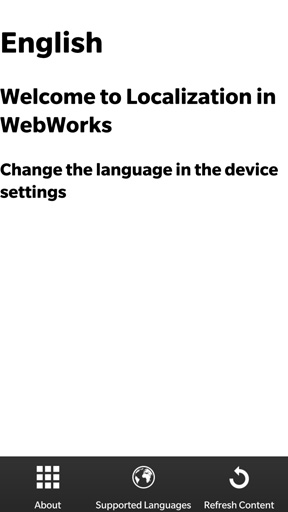 English
Welcome to Localization in
WebWorks
Change the language in the device
settings
About
Supported Languages
Refresh Content